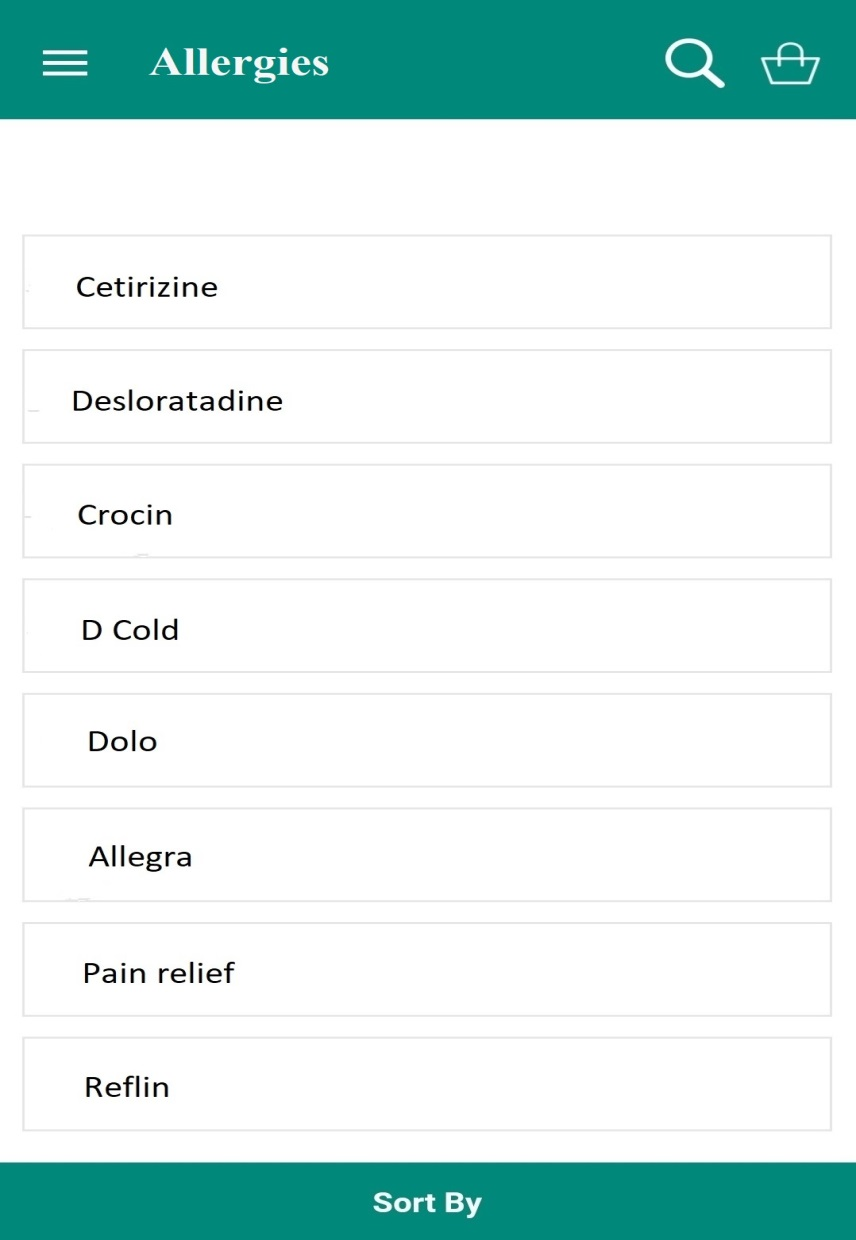 Allergies
Cetirizine
Desloratadine
Crocin
D Cold
Dolo
Allegra
Pain relief
Reflin
Sort By